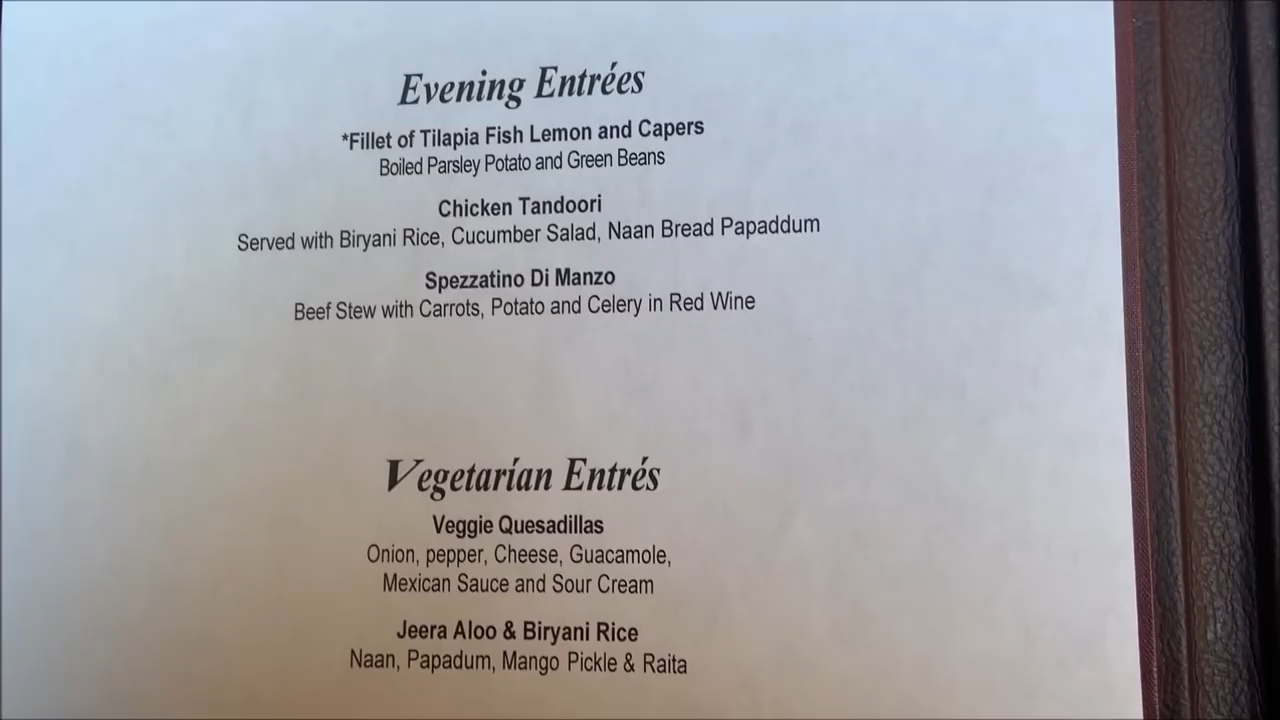 Evening Entrées
*Fillet of Tilapia Fish Lemon and Capers
Boiled Parsley Potato and Green Beans
Chicken Tandoori
Served with Biryani Rice, Cucumber Salad, Naan Bread Papaddum
Spezzatino Di Manzo
Beef Stew with Carrots, Potato and Celery in Red Wine
Vegetarían Entrés
Veggie Quesadillas
Onion, pepper, Cheese, Guacamole,
Mexican Sauce and Sour Cream
Jeera Aloo & Biryani Rice
Naan, Papadum, Mango Pickle & Raita